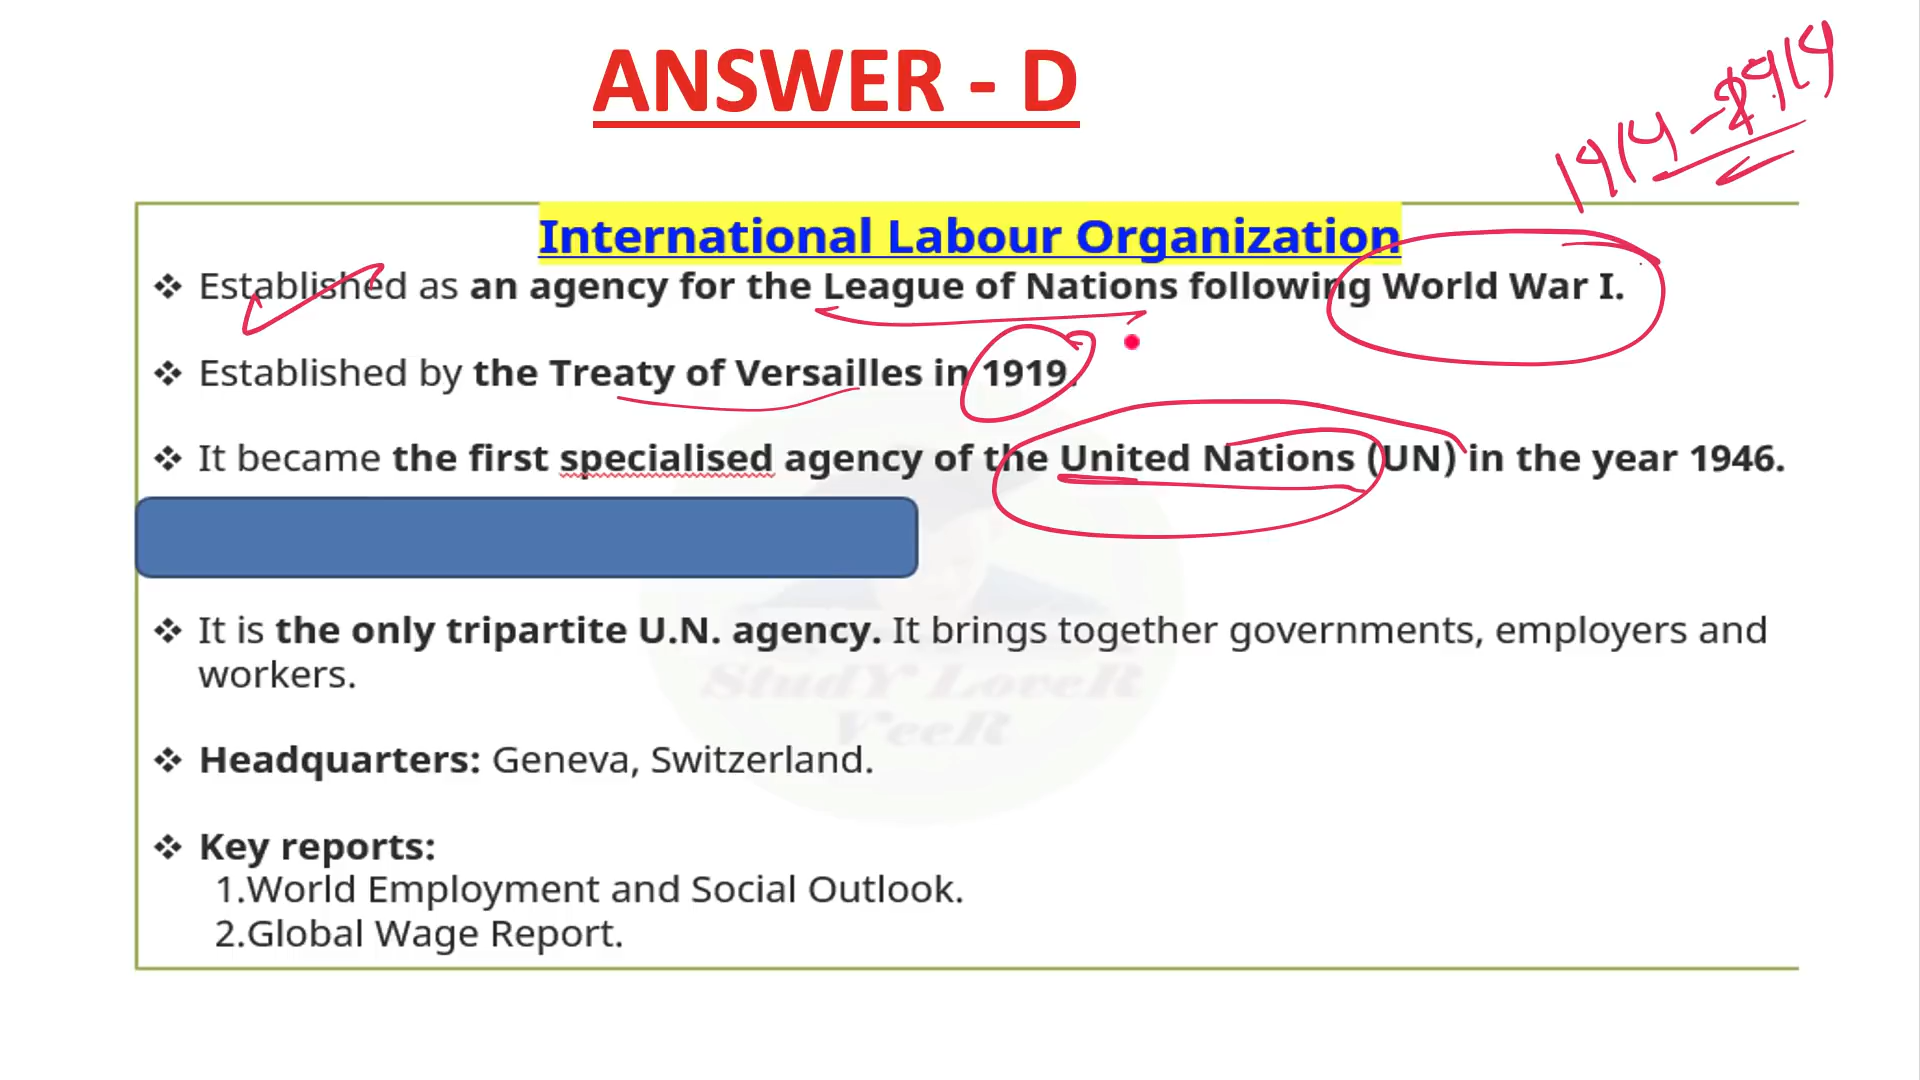 ANSWER - D
1914 - 1919
International Labour Organization
❖ Established as an agency for the League of Nations following World War I.
❖ Established by the Treaty of Versailles in 1919.
❖ It became the first specialised agency of the United Nations (UN) in the year 1946.
❖ It is the only tripartite U.N. agency. It brings together governments, employers and
workers.
StudY LoveR
VeeR
❖ Headquarters: Geneva, Switzerland.
❖ Key reports:
1.World Employment and Social Outlook.
2.Global Wage Report.